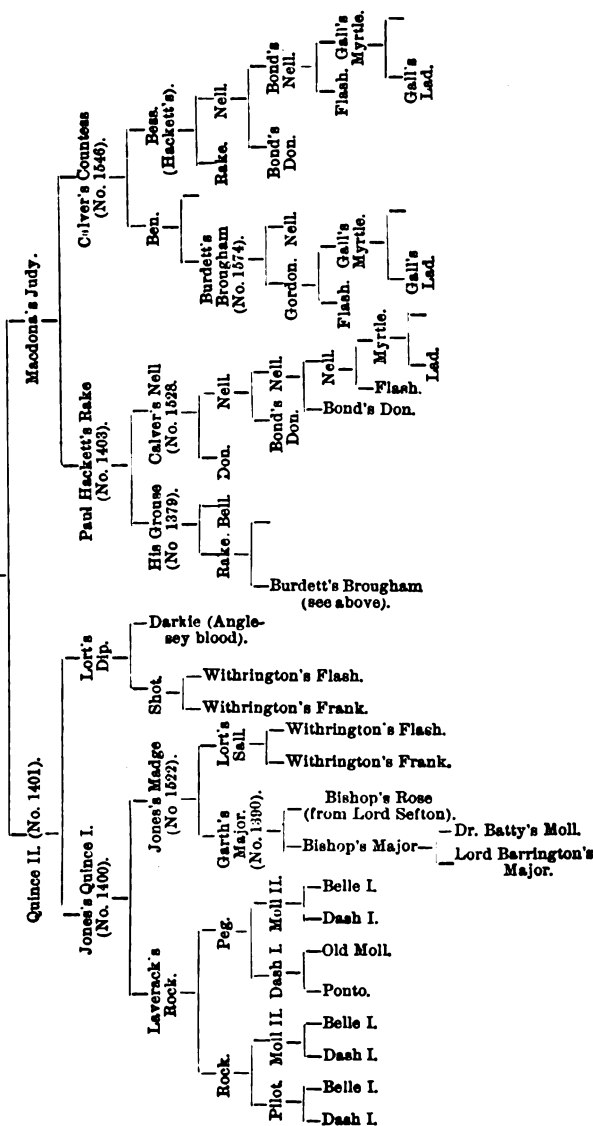 Quince II. (No. 1401).
Macdona's Judy.
Jones's Quince I.
(No. 1400).
Lort's
Dip.
Paul Hackett's Rake
(No. 1403).
Calver's Countess
(No. 1546).
Laverack's
Rock.
Jones's Madge
(No 1522).
Shot.
Darkie (Angle-
sey blood).
His Grouse
(No 1379).
Calver's Nell
(No. 1528.
Ben.
Bess.
(Hackett's).
Rock.
Peg.
Garth's
Major.
(No. 1390).
Lort's
Sall.
Withrington's Frank.
Withrington's Flash.
Rake.
Bell.
Don.
Nell.
Burdett's
Brougham
(No. 1574).
Rake.
Nell.
Pilot.
Moll II.
Dash I.
Moll II.
Bishop's Major
Bishop's Rose
(from Lord Sefton).
Withrington's Frank.
Withrington's Flash.
Burdett's Brougham
(see above).
Bond's
Don.
Nell.
Gordon.
Nell.
Bond's
Don.
Bond's
Nell.
Dash I.
Belle I.
Dash I.
Belle I.
Ponto.
Old Moll.
Dash I.
Belle I.
Lord Barrington's
Major.
Dr. Batty's Moll.
Bond's Don.
Nell.
Flash.
Gall's
Myrtle.
Flash.
Gall's
Myrtle.
Flash.
Myrtle.
Gall's
Lad.
Gall's
Lad.
Lad.